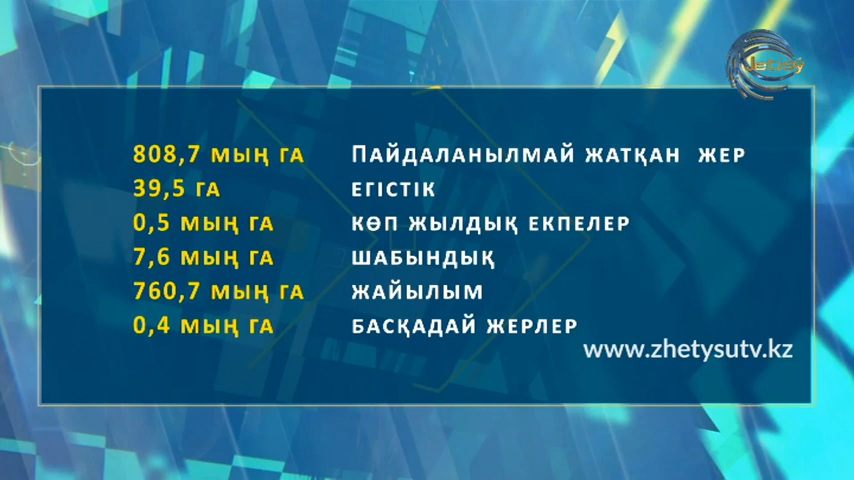 Jetisý
808,7 МЫҢ ГА ПАЙДАЛАНЫЛМАЙ ЖАТҚАН ЖЕР
39,5 ГА ЕГІСТІК
0,5 МЫҢ ГА КӨП ЖЫЛДЫҚ ЕКПЕЛЕР
7,6 МЫҢ ГА ШАБЫНДЫҚ
760,7 МЫҢ ГА ЖАЙЫЛЫМ
0,4 МЫҢ ГА БАСҚАДАЙ ЖЕРЛЕР
www.zhetysutv.kz